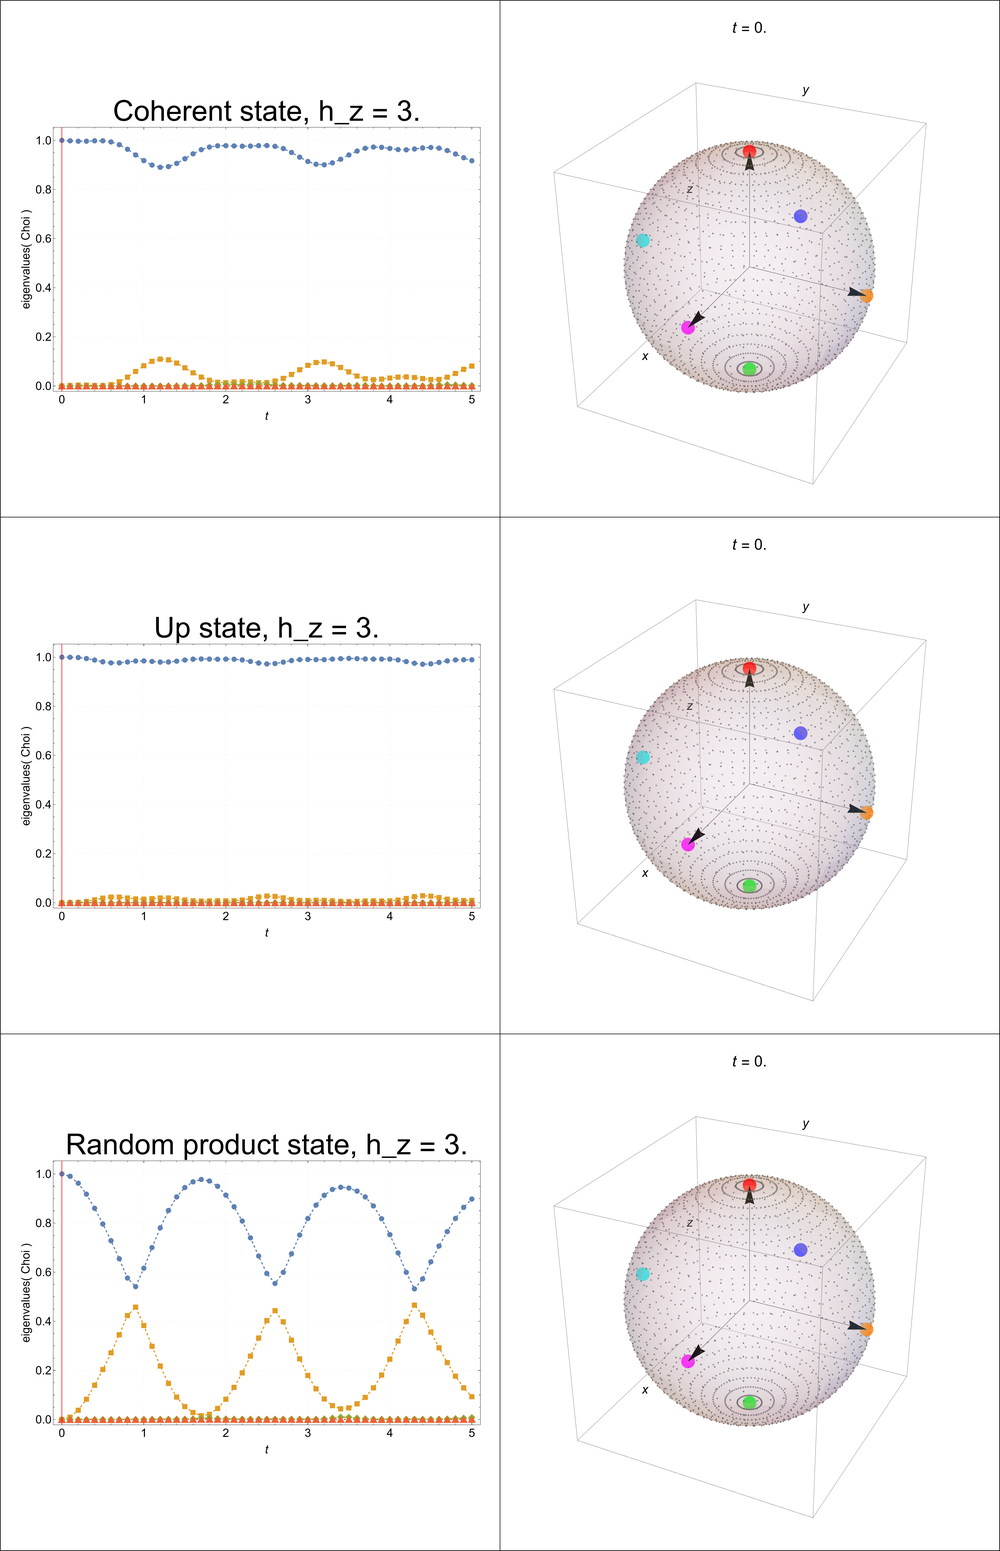 t = 0.
Coherent state, h_z = 3.
1.0
0.8
0.6
0.4
0.2
0.0
eigenvalues( Choi )
0 1 2 3 4 5
t
y
z
x
t = 0.
Up state, h_z = 3.
1.0
0.8
0.6
0.4
0.2
0.0
eigenvalues( Choi )
0 1 2 3 4 5
t
y
z
x
t = 0.
Random product state, h_z = 3.
1.0
0.8
0.6
0.4
0.2
0.0
eigenvalues( Choi )
0 1 2 3 4 5
t
y
z
x